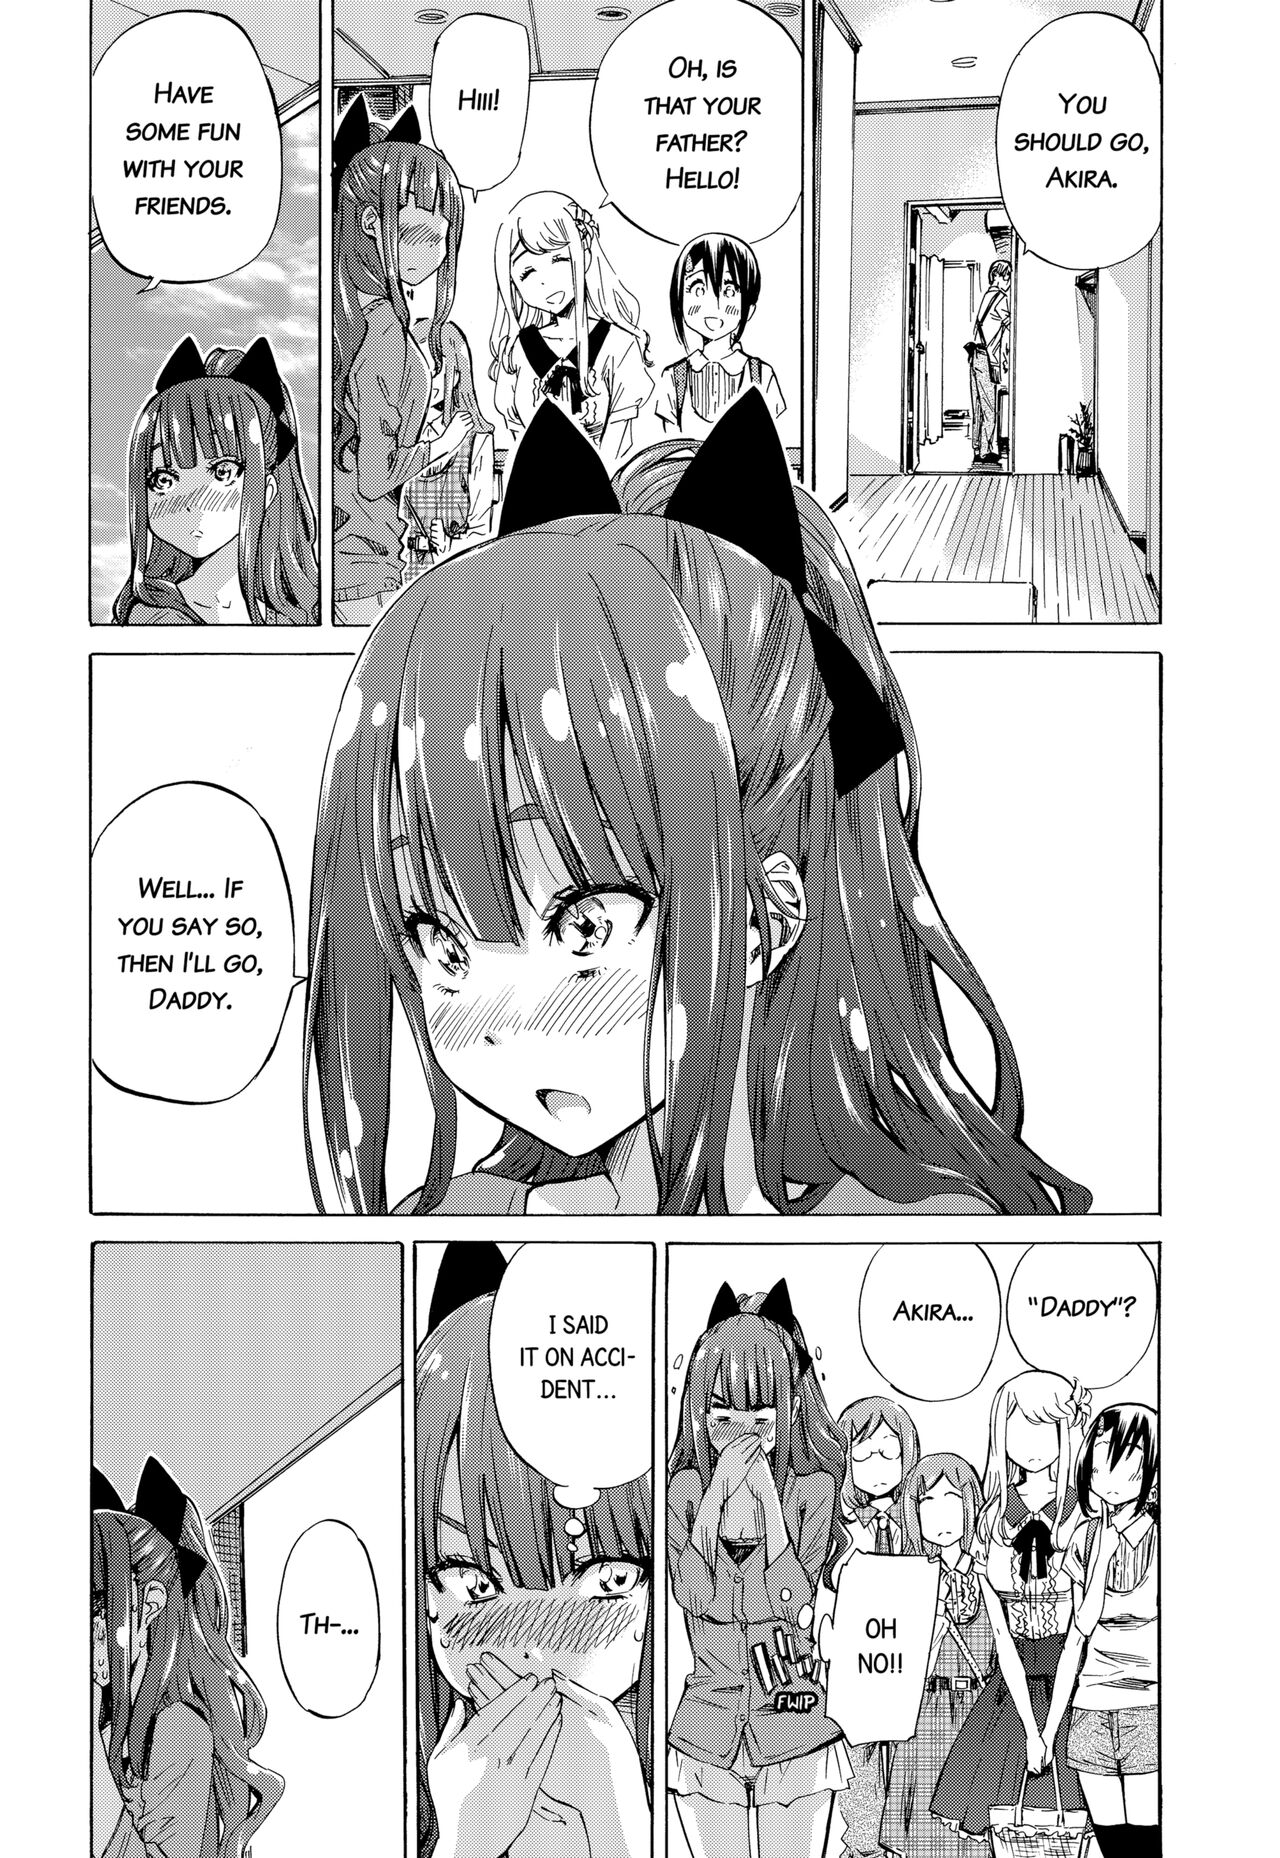 YOU
SHOULD GO,
AKIRA.
OH, IS
THAT YOUR
FATHER?
HELLO!
HIII!
HAVE
SOME FUN
WITH YOUR
FRIENDS.
WELL... IF
YOU SAY SO,
THEN I'LL GO,
DADDY.
"DADDY"?
AKIRA...
OH
NO!!
FWIP
I SAID
IT ON ACCI-
DENT...
TH-...